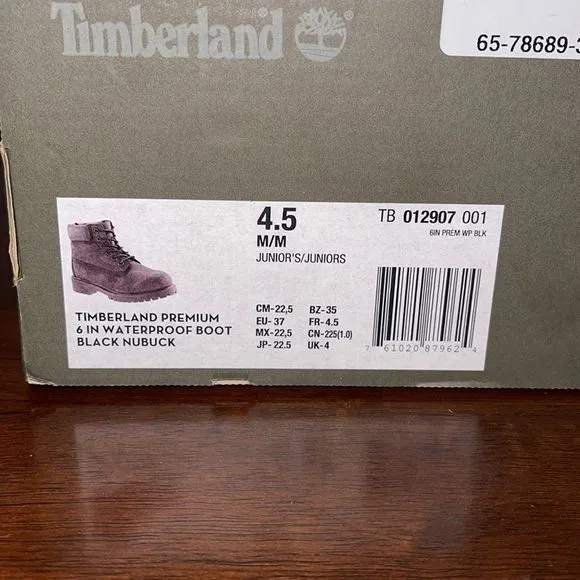 Timberland
65-78689-3
4.5
M/M
JUNIOR'S/JUNIORS
TB 012907 001
6IN PREM WP BLK
TIMBERLAND PREMIUM
6 IN WATERPROOF BOOT
BLACK NUBUCK
CM-22,5 BZ-35
EU- 37 FR-4.5
MX-22,5 CN-225(1.0)
JP- 22.5 UK-4
7 61020 87962 4